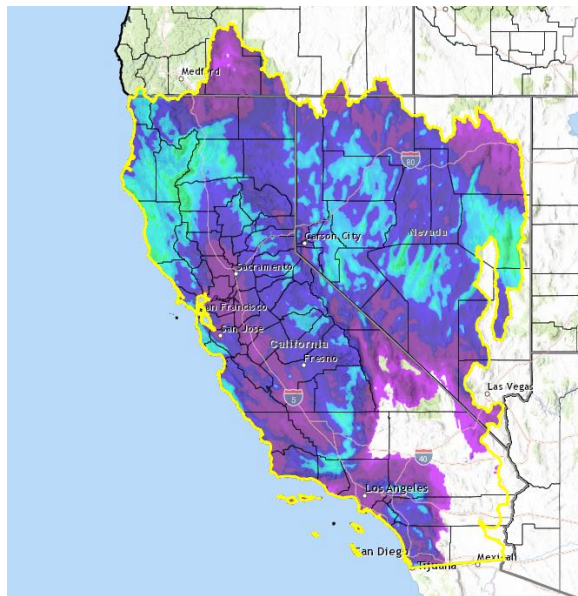 Medford
80
Carson City
Nevada
Sacramento
an Francisco
San Jose
California
Fresno
Las Vegas
5
40
Los Angeles
San Diego
Mexicali
Tijuana